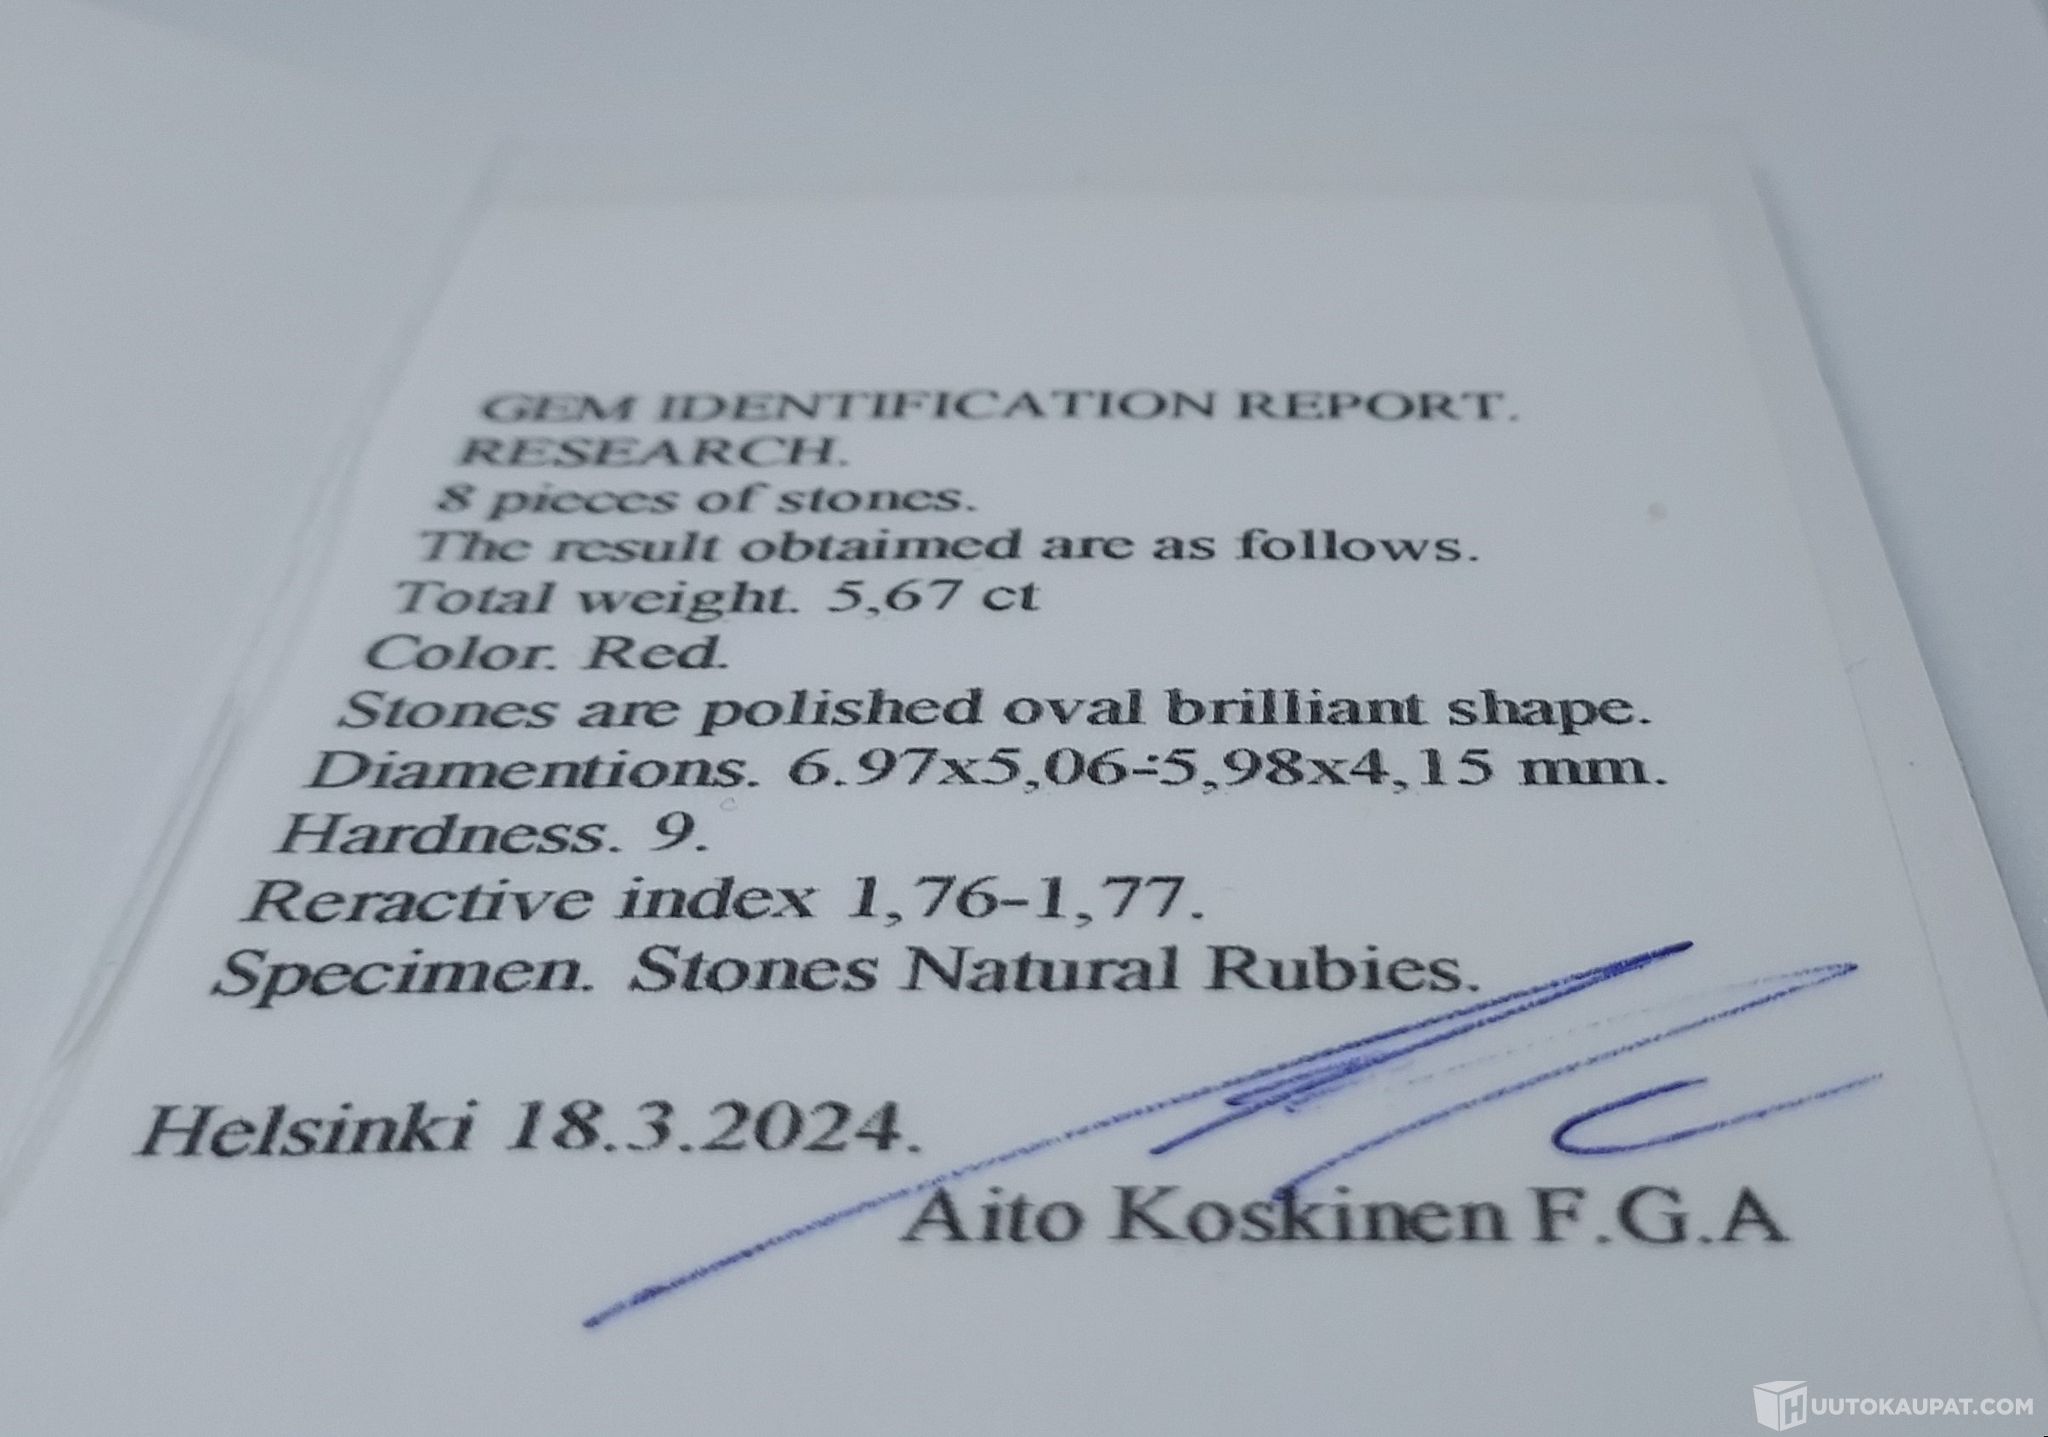 GEM IDENTIFICATION REPORT.
RESEARCH.
8 pieces of stones.
The result obtaimed are as follows.
Total weight. 5,67 ct
Color. Red.
Stones are polished oval brilliant shape.
Diamentions. 6.97x5,06-:5,98x4,15 mm.
Hardness. 9.
Reractive index 1,76-1,77.
Specimen. Stones Natural Rubies.
Helsinki 18.3.2024.
Aito Koskinen F.G.A
HUUTOKAUPAT.COM